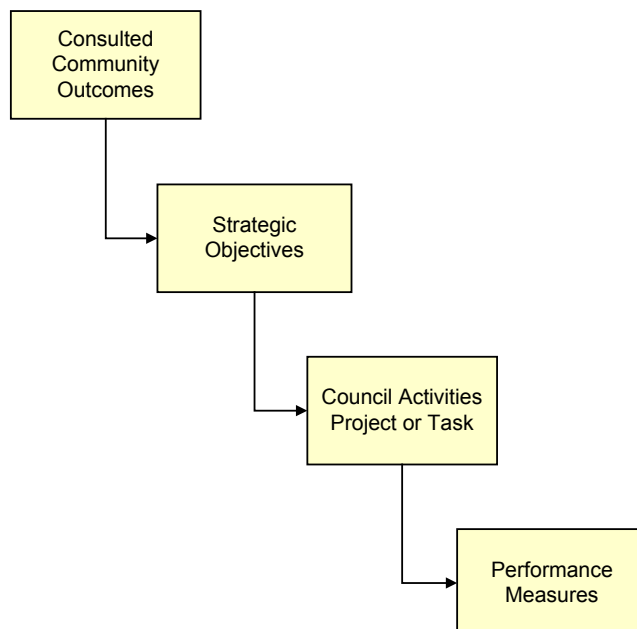 Consulted
Community
Outcomes
Strategic
Objectives
Council Activities
Project or Task
Performance
Measures